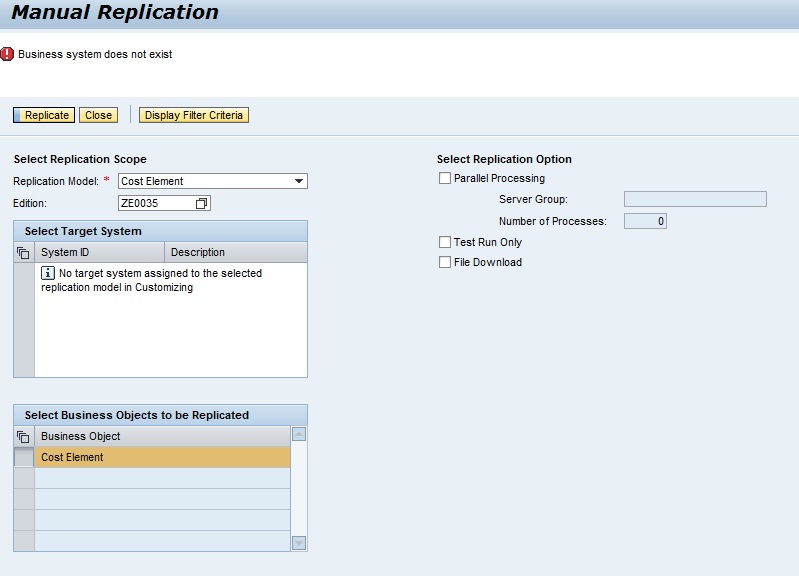 Manual Replication
Business system does not exist
Replicate Close Display Filter Criteria
Select Replication Scope
Replication Model: * Cost Element
Edition: ZE0035
Select Target System
System ID Description
No target system assigned to the selected
replication model in Customizing
Select Business Objects to be Replicated
Business Object
Cost Element
Select Replication Option
Parallel Processing
Server Group:
Number of Processes: 0
Test Run Only
File Download